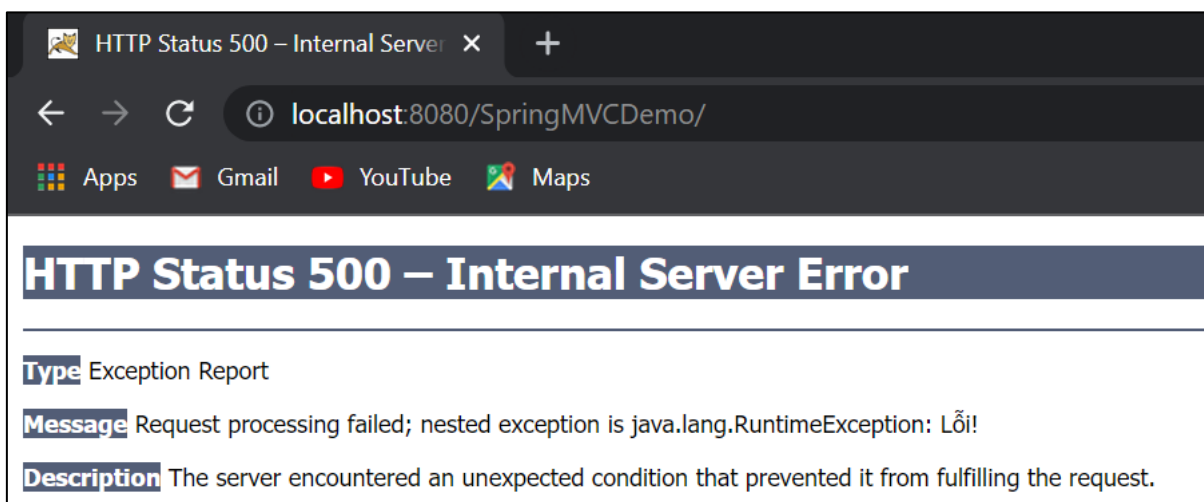 HTTP Status 500 – Internal Server
localhost:8080/SpringMVCDemo/
Apps Gmail YouTube Maps
HTTP Status 500 – Internal Server Error
Type Exception Report
Message Request processing failed; nested exception is java.lang.RuntimeException: Lỗi!
Description The server encountered an unexpected condition that prevented it from fulfilling the request.